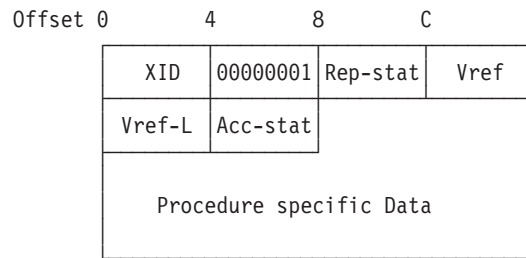 Offset 0 4 8 C
XID 00000001 Rep-stat Vref
Vref-L Acc-stat
Procedure specific Data